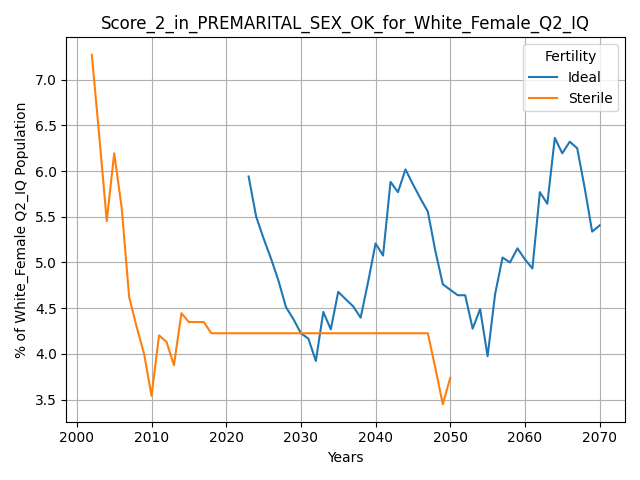 Score_2_in_PREMARITAL_SEX_OK_for_White_Female_Q2_IQ
Fertility
Ideal
Sterile
% of White_Female Q2_IQ Population
7.0
6.5
6.0
5.5
5.0
4.5
4.0
3.5
2000 2010 2020 2030 2040 2050 2060 2070
Years